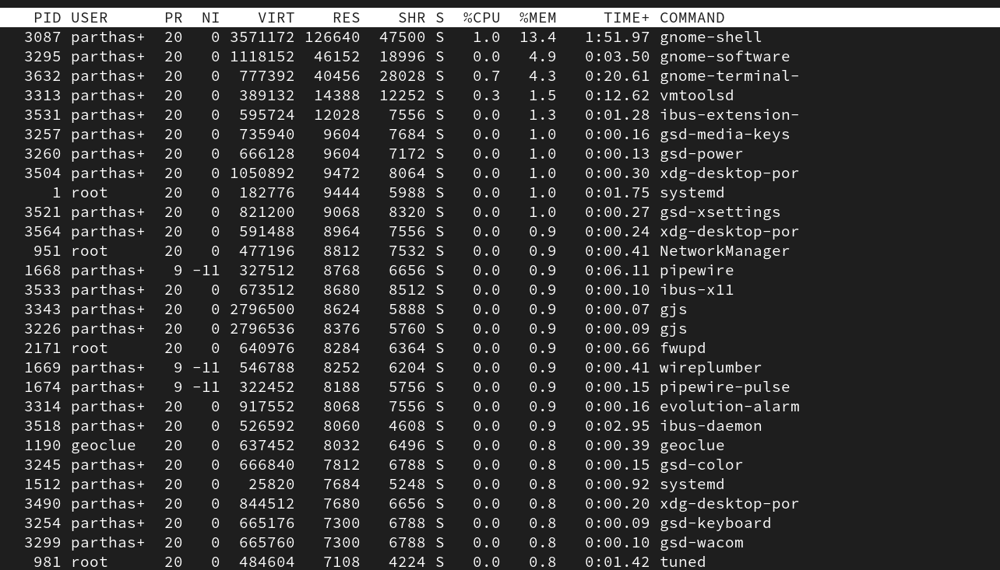 PID USER PR NI VIRT RES SHR S %CPU %MEM TIME+ COMMAND
3087 parthas+ 20 0 3571172 126640 47500 S 1.0 13.4 1:51.97 gnome-shell
3295 parthas+ 20 0 1118152 46152 18996 S 0.0 4.9 0:03.50 gnome-software
3632 parthas+ 20 0 777392 40456 28028 S 0.7 4.3 0:20.61 gnome-terminal-
3313 parthas+ 20 0 389132 14388 12252 S 0.3 1.5 0:12.62 vmtoolsd
3531 parthas+ 20 0 595724 12028 7556 S 0.0 1.3 0:01.28 ibus-extension-
3257 parthas+ 20 0 735940 9604 7684 S 0.0 1.0 0:00.16 gsd-media-keys
3260 parthas+ 20 0 666128 9604 7172 S 0.0 1.0 0:00.13 gsd-power
3504 parthas+ 20 0 1050892 9472 8064 S 0.0 1.0 0:00.30 xdg-desktop-por
1 root 20 0 182776 9444 5988 S 0.0 1.0 0:01.75 systemd
3521 parthas+ 20 0 821200 9068 8320 S 0.0 1.0 0:00.27 gsd-xsettings
3564 parthas+ 20 0 591488 8964 7556 S 0.0 0.9 0:00.24 xdg-desktop-por
951 root 20 0 477196 8812 7532 S 0.0 0.9 0:00.41 NetworkManager
1668 parthas+ 9 -11 327512 8768 6656 S 0.0 0.9 0:06.11 pipewire
3533 parthas+ 20 0 673512 8680 8512 S 0.0 0.9 0:00.10 ibus-x11
3343 parthas+ 20 0 2796500 8624 5888 S 0.0 0.9 0:00.07 gjs
3226 parthas+ 20 0 2796536 8376 5760 S 0.0 0.9 0:00.09 gjs
2171 root 20 0 640976 8284 6364 S 0.0 0.9 0:00.66 fwupd
1669 parthas+ 9 -11 546788 8252 6204 S 0.0 0.9 0:00.41 wireplumber
1674 parthas+ 9 -11 322452 8188 5756 S 0.0 0.9 0:00.15 pipewire-pulse
3314 parthas+ 20 0 917552 8068 7556 S 0.0 0.9 0:00.16 evolution-alarm
3518 parthas+ 20 0 526592 8060 4608 S 0.0 0.9 0:02.95 ibus-daemon
1190 geoclue 20 0 637452 8032 6496 S 0.0 0.8 0:00.39 geoclue
3245 parthas+ 20 0 666840 7812 6788 S 0.0 0.8 0:00.15 gsd-color
1512 parthas+ 20 0 25820 7684 5248 S 0.0 0.8 0:00.92 systemd
3490 parthas+ 20 0 844512 7680 6656 S 0.0 0.8 0:00.20 xdg-desktop-por
3254 parthas+ 20 0 665176 7300 6788 S 0.0 0.8 0:00.09 gsd-keyboard
3299 parthas+ 20 0 665760 7300 6788 S 0.0 0.8 0:00.10 gsd-wacom
981 root 20 0 484604 7108 4224 S 0.0 0.8 0:01.42 tuned